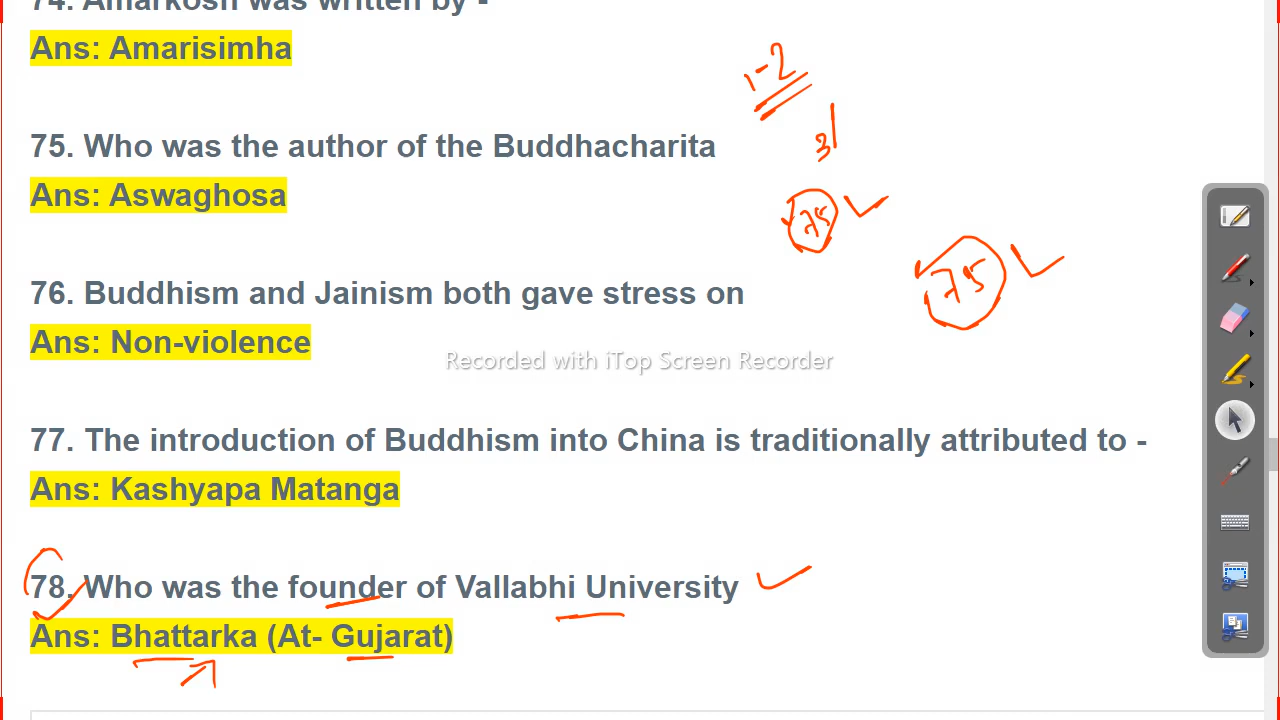 74. Amarkosh was written by -
Ans: Amarisimha
1-2
31
75. Who was the author of the Buddhacharita
Ans: Aswaghosa
75
75
76. Buddhism and Jainism both gave stress on
Ans: Non-violence
Recorded with iTop Screen Recorder
77. The introduction of Buddhism into China is traditionally attributed to -
Ans: Kashyapa Matanga
78. Who was the founder of Vallabhi University
Ans: Bhattarka (At- Gujarat)